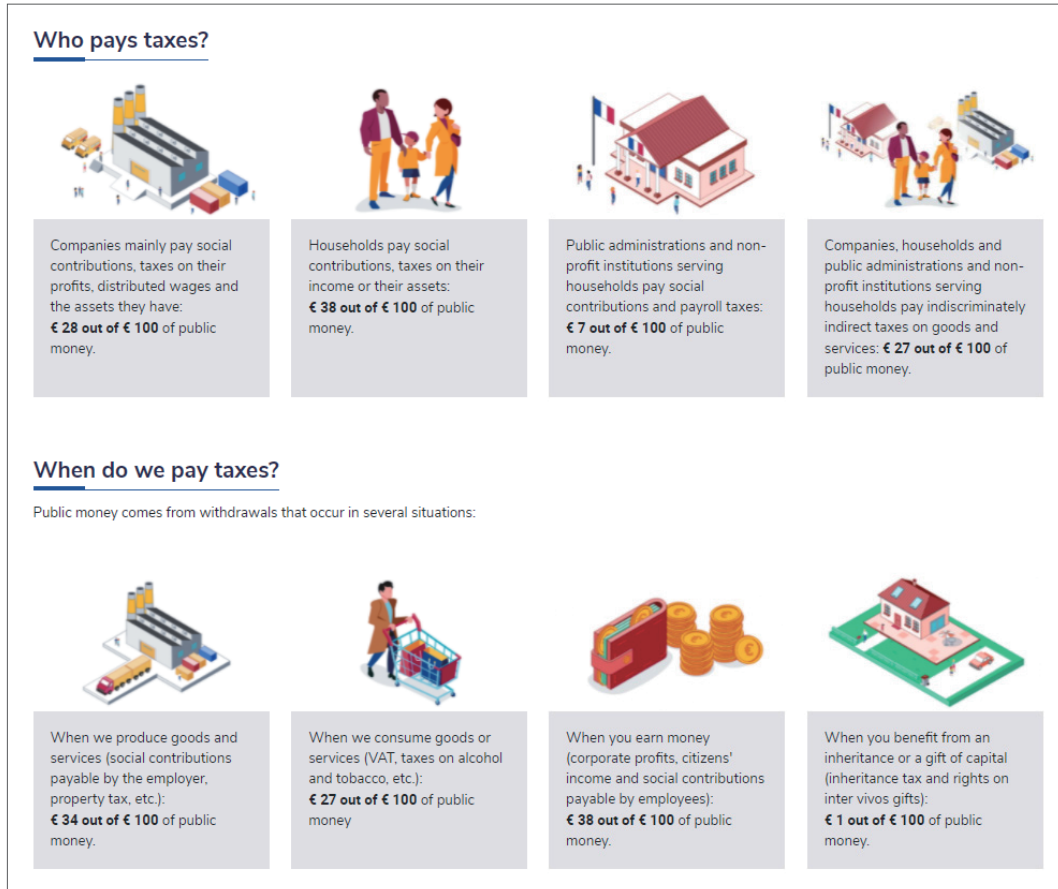 Who pays taxes?
Companies mainly pay social
contributions, taxes on their
profits, distributed wages and
the assets they have:
€ 28 out of € 100 of public
money.
Households pay social
contributions, taxes on their
income or their assets:
€ 38 out of € 100 of public
money.
Public administrations and non-
profit institutions serving
households pay social
contributions and payroll taxes:
€ 7 out of € 100 of public
money.
Companies, households and
public administrations and non-
profit institutions serving
households pay indiscriminately
indirect taxes on goods and
services: € 27 out of € 100 of
public money.
When do we pay taxes?
Public money comes from withdrawals that occur in several situations:
When we produce goods and
services (social contributions
payable by the employer,
property tax, etc.):
€ 34 out of € 100 of public
money.
When we consume goods or
services (VAT, taxes on alcohol
and tobacco, etc.):
€ 27 out of € 100 of public
money
When you earn money
(corporate profits, citizens'
income and social contributions
payable by employees):
€ 38 out of € 100 of public
money.
When you benefit from an
inheritance or a gift of capital
(inheritance tax and rights on
inter vivos gifts):
€ 1 out of € 100 of public
money.